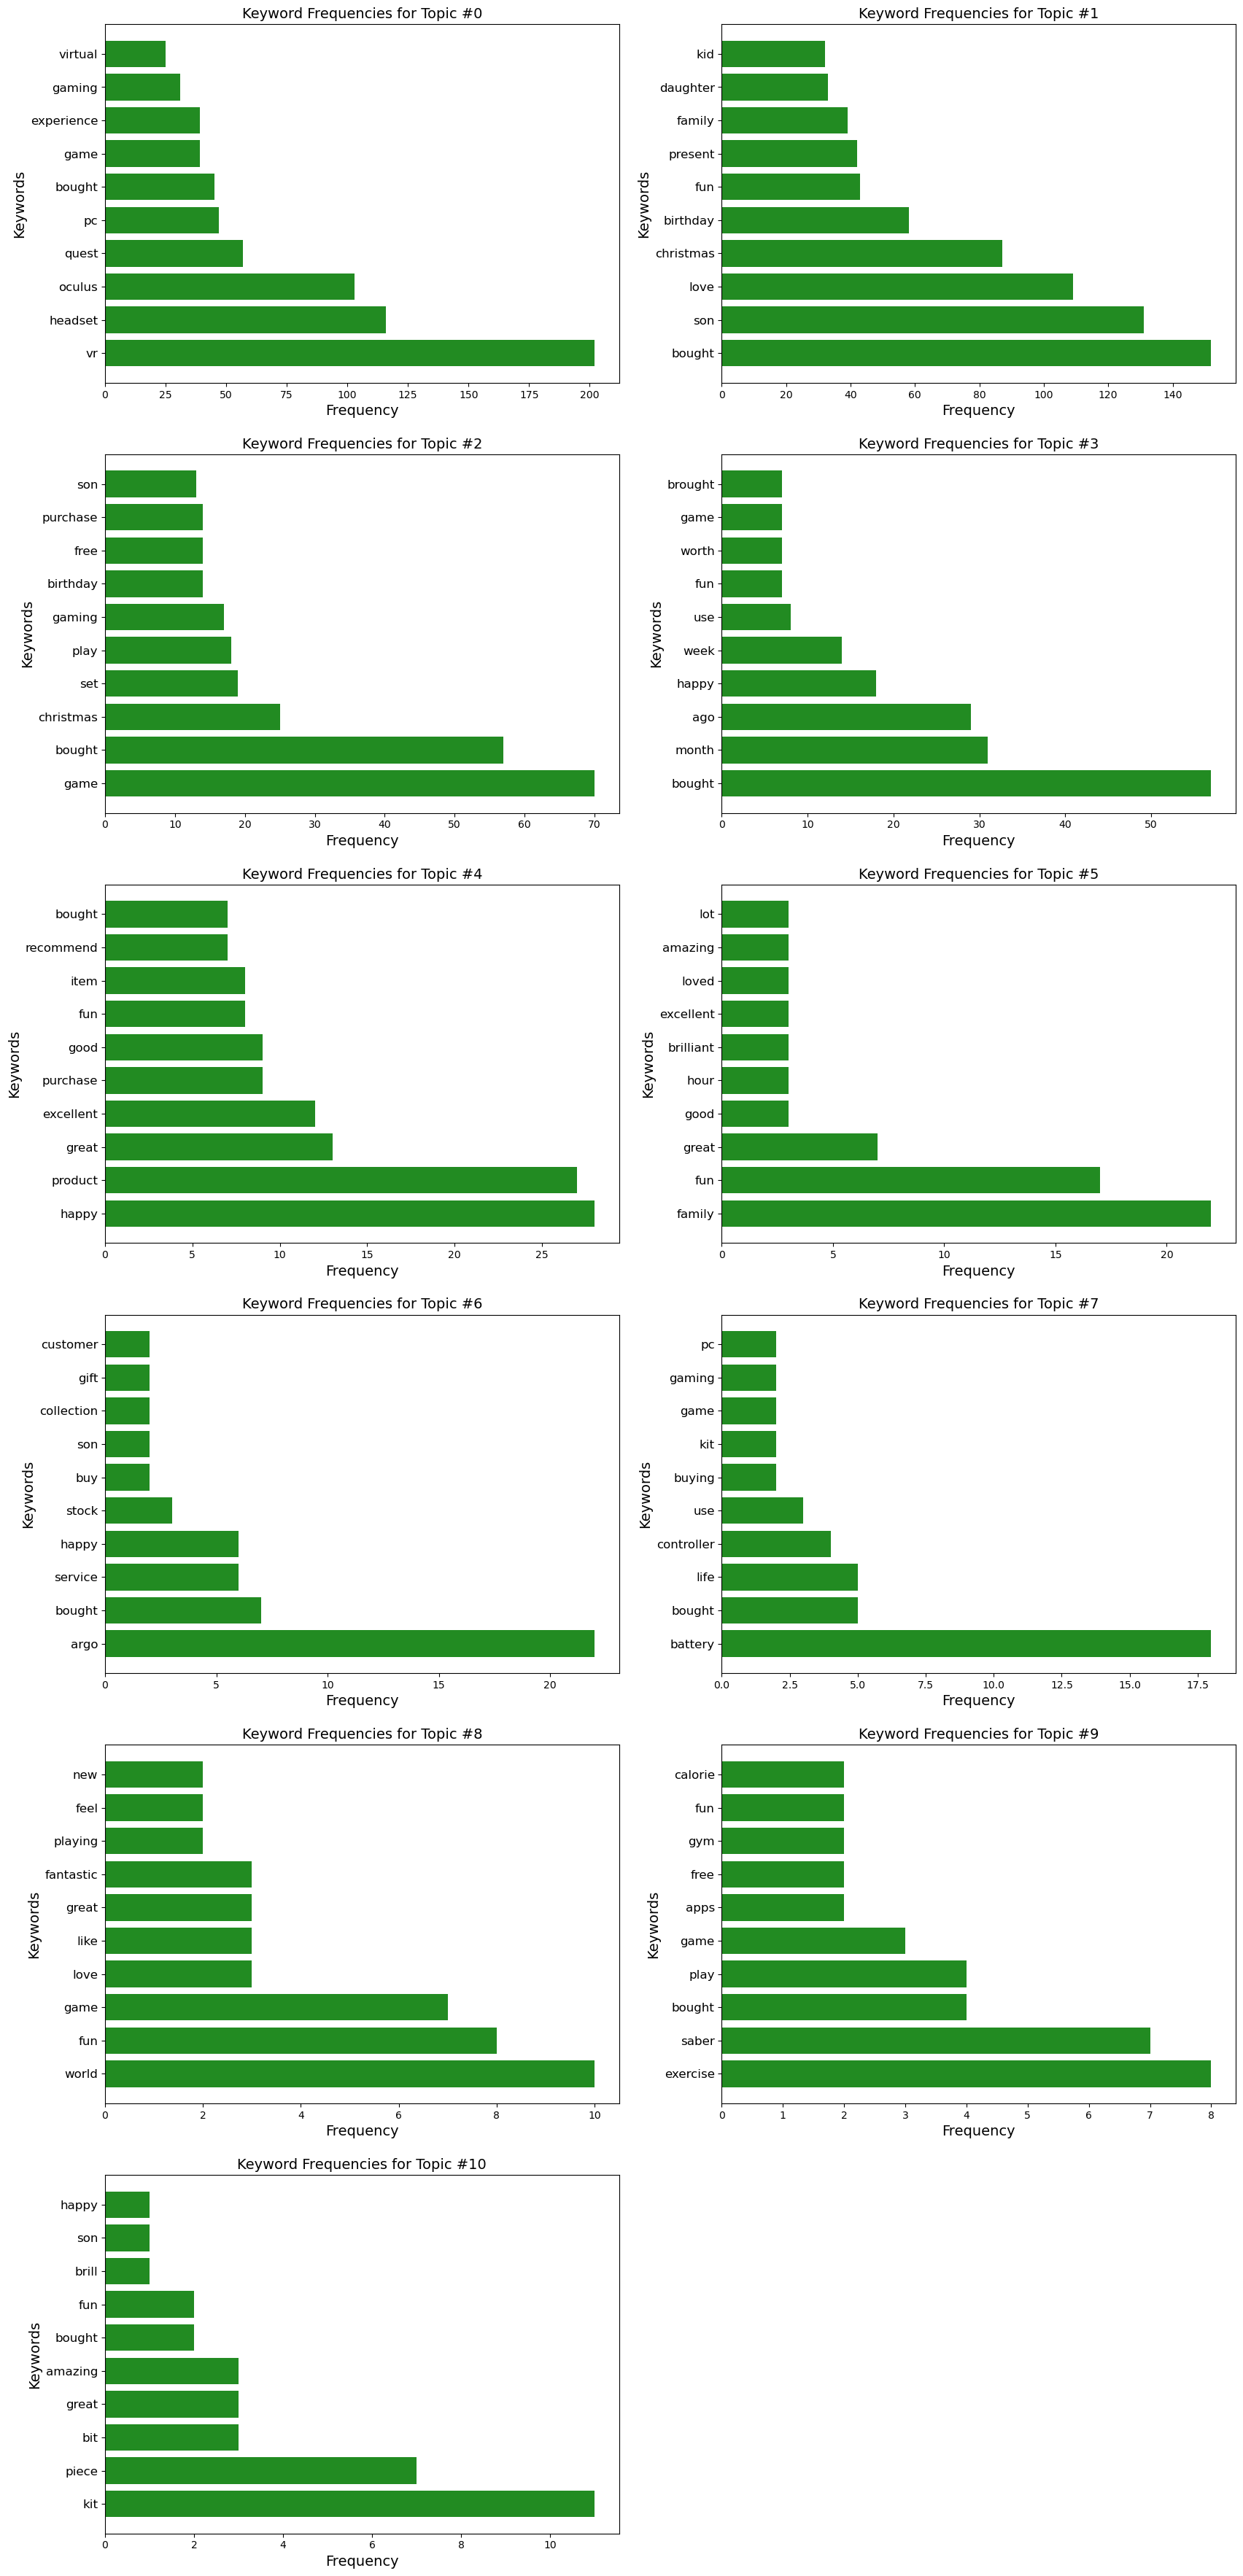 Keyword Frequencies for Topic #0
Keywords
virtual
gaming
experience
game
bought
pc
quest
oculus
headset
vr
0 25 50 75 100 125 150 175 200
Frequency
Keyword Frequencies for Topic #1
Keywords
kid
daughter
family
present
fun
birthday
christmas
love
son
bought
0 20 40 60 80 100 120 140
Frequency
Keyword Frequencies for Topic #2
Keywords
son
purchase
free
birthday
gaming
play
set
christmas
bought
game
0 10 20 30 40 50 60 70
Frequency
Keyword Frequencies for Topic #3
Keywords
brought
game
worth
fun
use
week
happy
ago
month
bought
0 10 20 30 40 50
Frequency
Keyword Frequencies for Topic #4
Keywords
bought
recommend
item
fun
good
purchase
excellent
great
product
happy
0 5 10 15 20 25
Frequency
Keyword Frequencies for Topic #5
Keywords
lot
amazing
loved
excellent
brilliant
hour
good
great
fun
family
0 5 10 15 20
Frequency
Keyword Frequencies for Topic #6
Keywords
customer
gift
collection
son
buy
stock
happy
service
bought
argo
0 5 10 15 20
Frequency
Keyword Frequencies for Topic #7
Keywords
pc
gaming
game
kit
buying
use
controller
life
bought
battery
0.0 2.5 5.0 7.5 10.0 12.5 15.0 17.5
Frequency
Keyword Frequencies for Topic #8
Keywords
new
feel
playing
fantastic
great
like
love
game
fun
world
0 2 4 6 8 10
Frequency
Keyword Frequencies for Topic #9
Keywords
calorie
fun
gym
free
apps
game
play
bought
saber
exercise
0 1 2 3 4 5 6 7 8
Frequency
Keyword Frequencies for Topic #10
Keywords
happy
son
brill
fun
bought
amazing
great
bit
piece
kit
0 2 4 6 8 10
Frequency